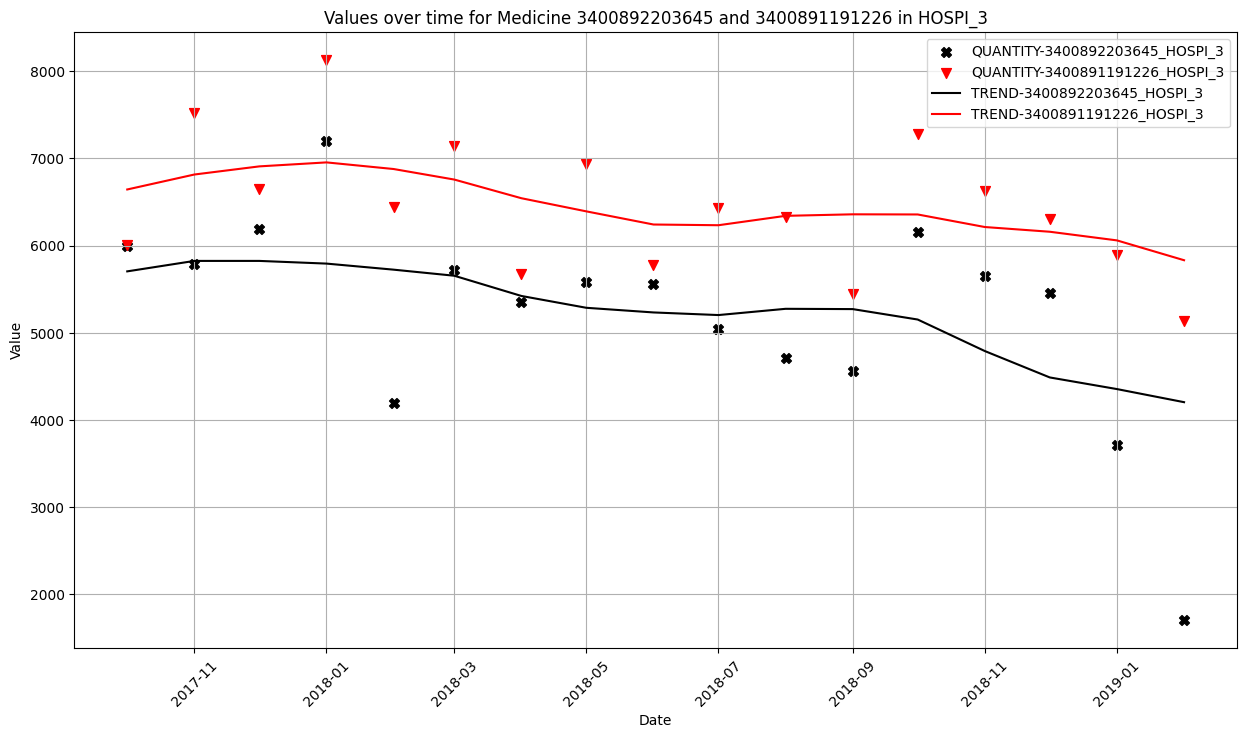 Values over time for Medicine 3400892203645 and 3400891191226 in HOSPI_3
QUANTITY-3400892203645_HOSPI_3
QUANTITY-3400891191226_HOSPI_3
TREND-3400892203645_HOSPI_3
TREND-3400891191226_HOSPI_3
8000
7000
6000
5000
4000
3000
2000
Value
2017-11
2018-01
2018-03
2018-05
2018-07
2018-09
2018-11
2019-01
Date